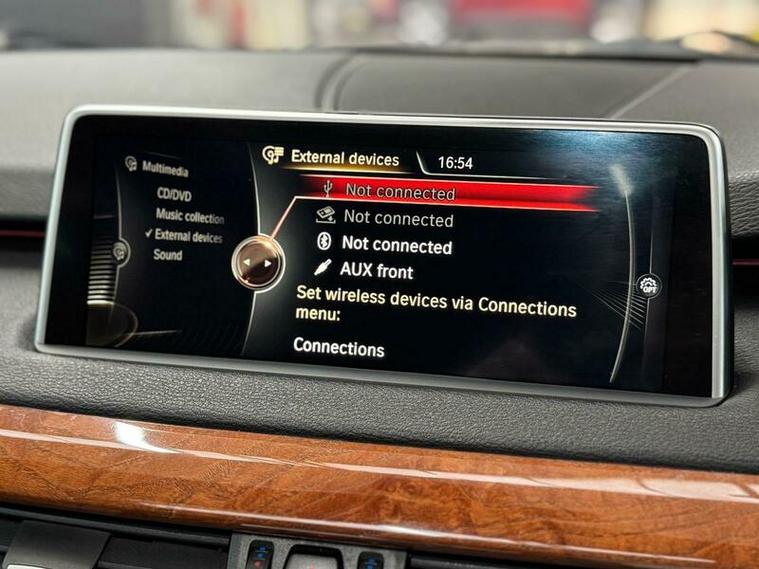 Multimedia
CD/DVD
Music collection
External devices
Sound
External devices 16:54
Not connected
Not connected
Not connected
AUX front
Set wireless devices via Connections
menu:
Connections
OPT